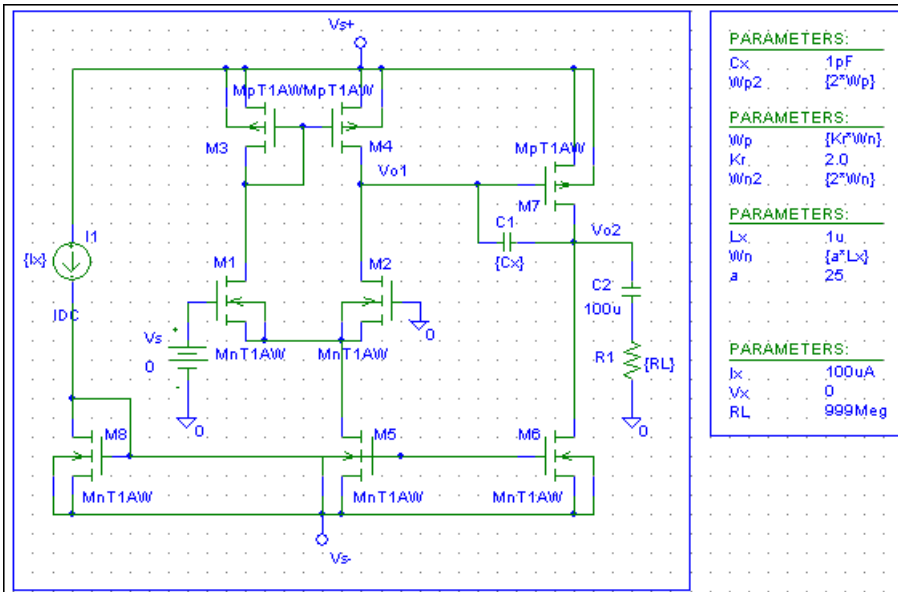 Vs+
MpT1AW MpT1AW
M3
M4
Vo1
MpT1AW
M7
C1
{Cx}
Vo2
I1
{Ix}
IDC
M1
M2
C2
100u
Vs
+
0
-
MnT1AW
MnT1AW
0
R1
{RL}
0
0
M8
M5
M6
MnT1AW
MnT1AW
MnT1AW
Vs-
PARAMETERS:
Cx 1pF
Wp2 {2*Wp}
PARAMETERS:
Wp {Kr*Wn}
Kr 2.0
Wn2 {2*Wn}
PARAMETERS:
Lx 1u
Wn {a*Lx}
a 25
PARAMETERS:
Ix 100uA
Vx 0
RL 999Meg